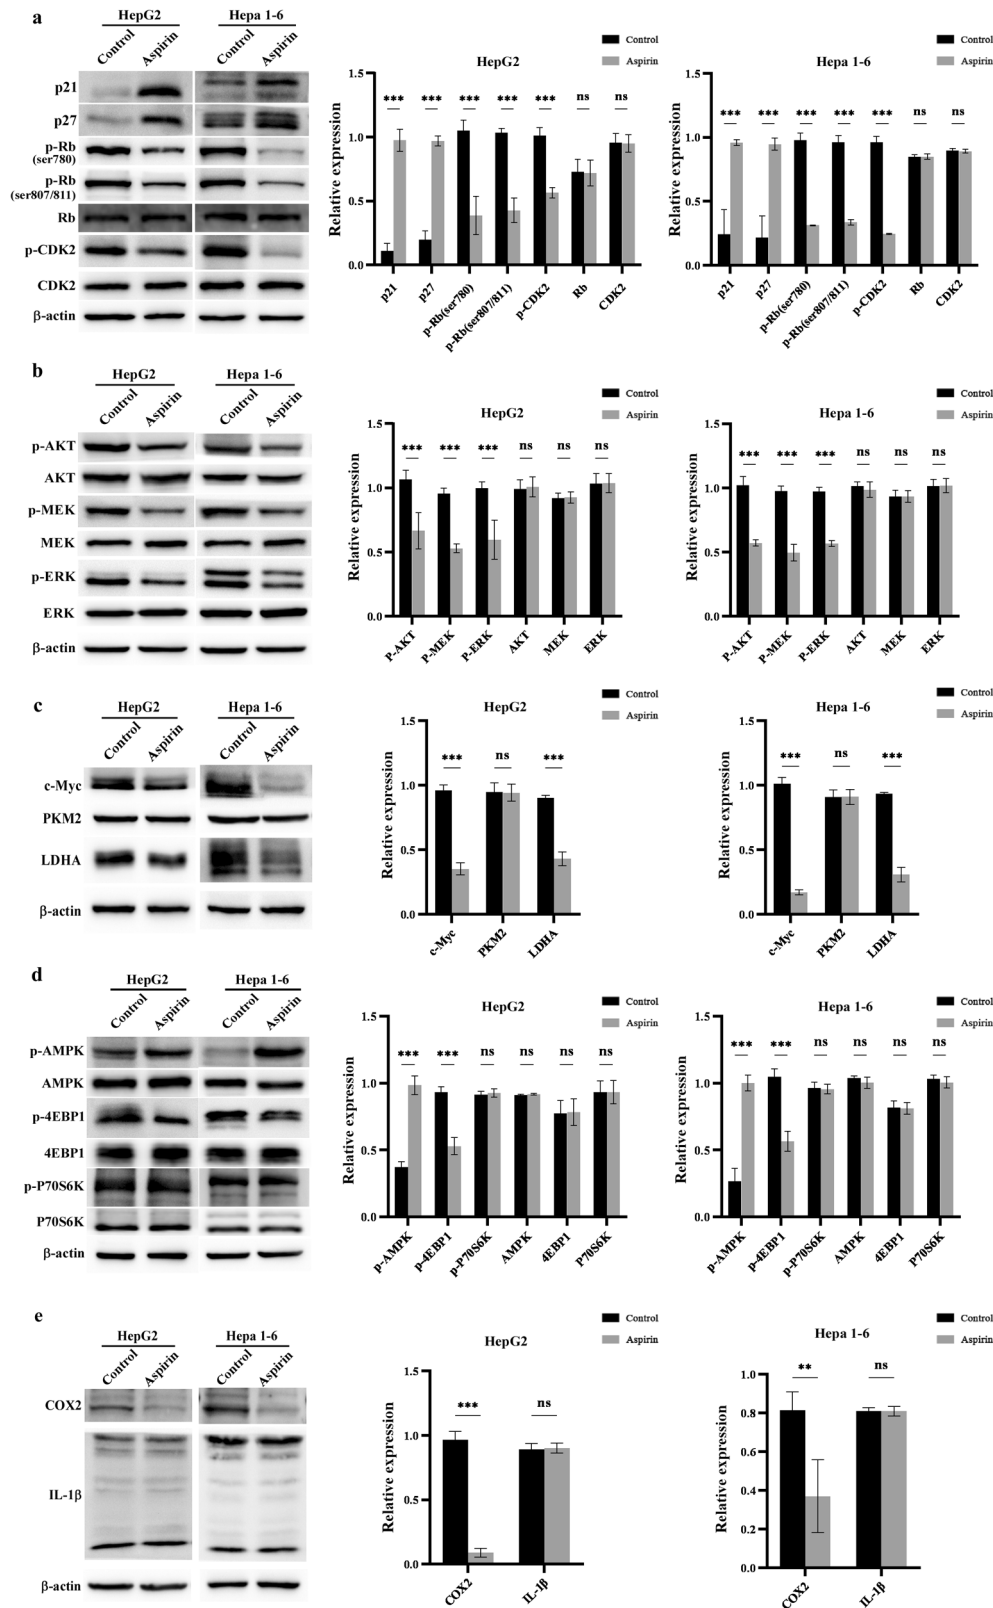 a
HepG2
Hepa 1-6
Control
Aspirin
Control
Aspirin
p21
p27
p-Rb
(ser780)
p-Rb
(ser807/811)
Rb
p-CDK2
CDK2
β-actin
Control
Aspirin
HepG2
Relative expression
1.5
1.0
0.5
0.0
*** *** *** *** *** ns ns
p21
p27
p-Rb(ser780)
p-Rb(ser807/811)
p-CDK2
Rb
CDK2
Control
Aspirin
Hepa 1-6
Relative expression
1.5
1.0
0.5
0.0
*** *** *** *** *** ns ns
p21
p27
p-Rb(ser780)
p-Rb(ser807/811)
p-CDK2
Rb
CDK2
b
HepG2
Hepa 1-6
Control
Aspirin
Control
Aspirin
p-AKT
AKT
p-MEK
MEK
p-ERK
ERK
β-actin
Control
Aspirin
HepG2
Relative expression
1.5
1.0
0.5
0.0
*** *** *** ns ns ns
P-AKT
P-MEK
P-ERK
AKT
MEK
ERK
Control
Aspirin
Hepa 1-6
Relative expression
1.5
1.0
0.5
0.0
*** *** *** ns ns ns
P-AKT
P-MEK
P-ERK
AKT
MEK
ERK
c
HepG2
Hepa 1-6
Control
Aspirin
Control
Aspirin
c-Myc
PKM2
LDHA
β-actin
Control
Aspirin
HepG2
Relative expression
1.5
1.0
0.5
0.0
*** ns ***
c-Myc
PKM2
LDHA
Control
Aspirin
Hepa 1-6
Relative expression
1.5
1.0
0.5
0.0
*** ns ***
c-Myc
PKM2
LDHA
d
HepG2
Hepa 1-6
Control
Aspirin
Control
Aspirin
p-AMPK
AMPK
p-4EBP1
4EBP1
p-P70S6K
P70S6K
β-actin
Control
Aspirin
HepG2
Relative expression
1.5
1.0
0.5
0.0
*** *** ns ns ns ns
p-AMPK
p-4EBP1
p-P70S6K
AMPK
4EBP1
P70S6K
Control
Aspirin
Hepa 1-6
Relative expression
1.5
1.0
0.5
0.0
*** *** ns ns ns ns
p-AMPK
p-4EBP1
p-P70S6K
AMPK
4EBP1
P70S6K
e
HepG2
Hepa 1-6
Control
Aspirin
Control
Aspirin
COX2
IL-1β
β-actin
Control
Aspirin
HepG2
Relative expression
1.5
1.0
0.5
0.0
*** ns
COX2
IL-1β
Control
Aspirin
Hepa 1-6
Relative expression
1.0
0.8
0.6
0.4
0.2
0.0
** ns
COX2
IL-1β